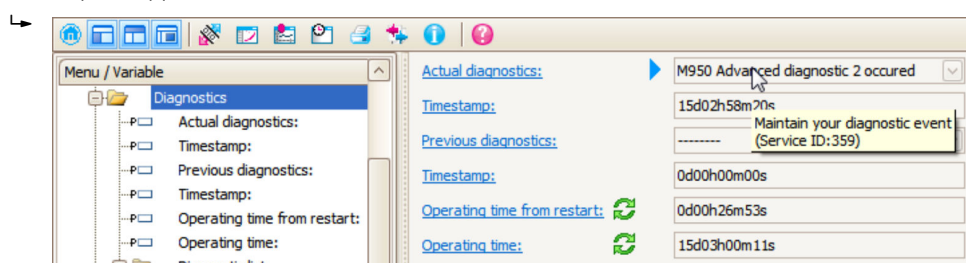 Menu / Variable
Diagnostics
Actual diagnostics:
Timestamp:
Previous diagnostics:
Timestamp:
Operating time from restart:
Operating time:
Actual diagnostics:
M950 Advanced diagnostic 2 occured
Timestamp:
15d02h58m20s
Maintain your diagnostic event
(Service ID:359)
Previous diagnostics:
--------
Timestamp:
0d00h00m00s
Operating time from restart:
0d00h26m53s
Operating time:
15d03h00m11s